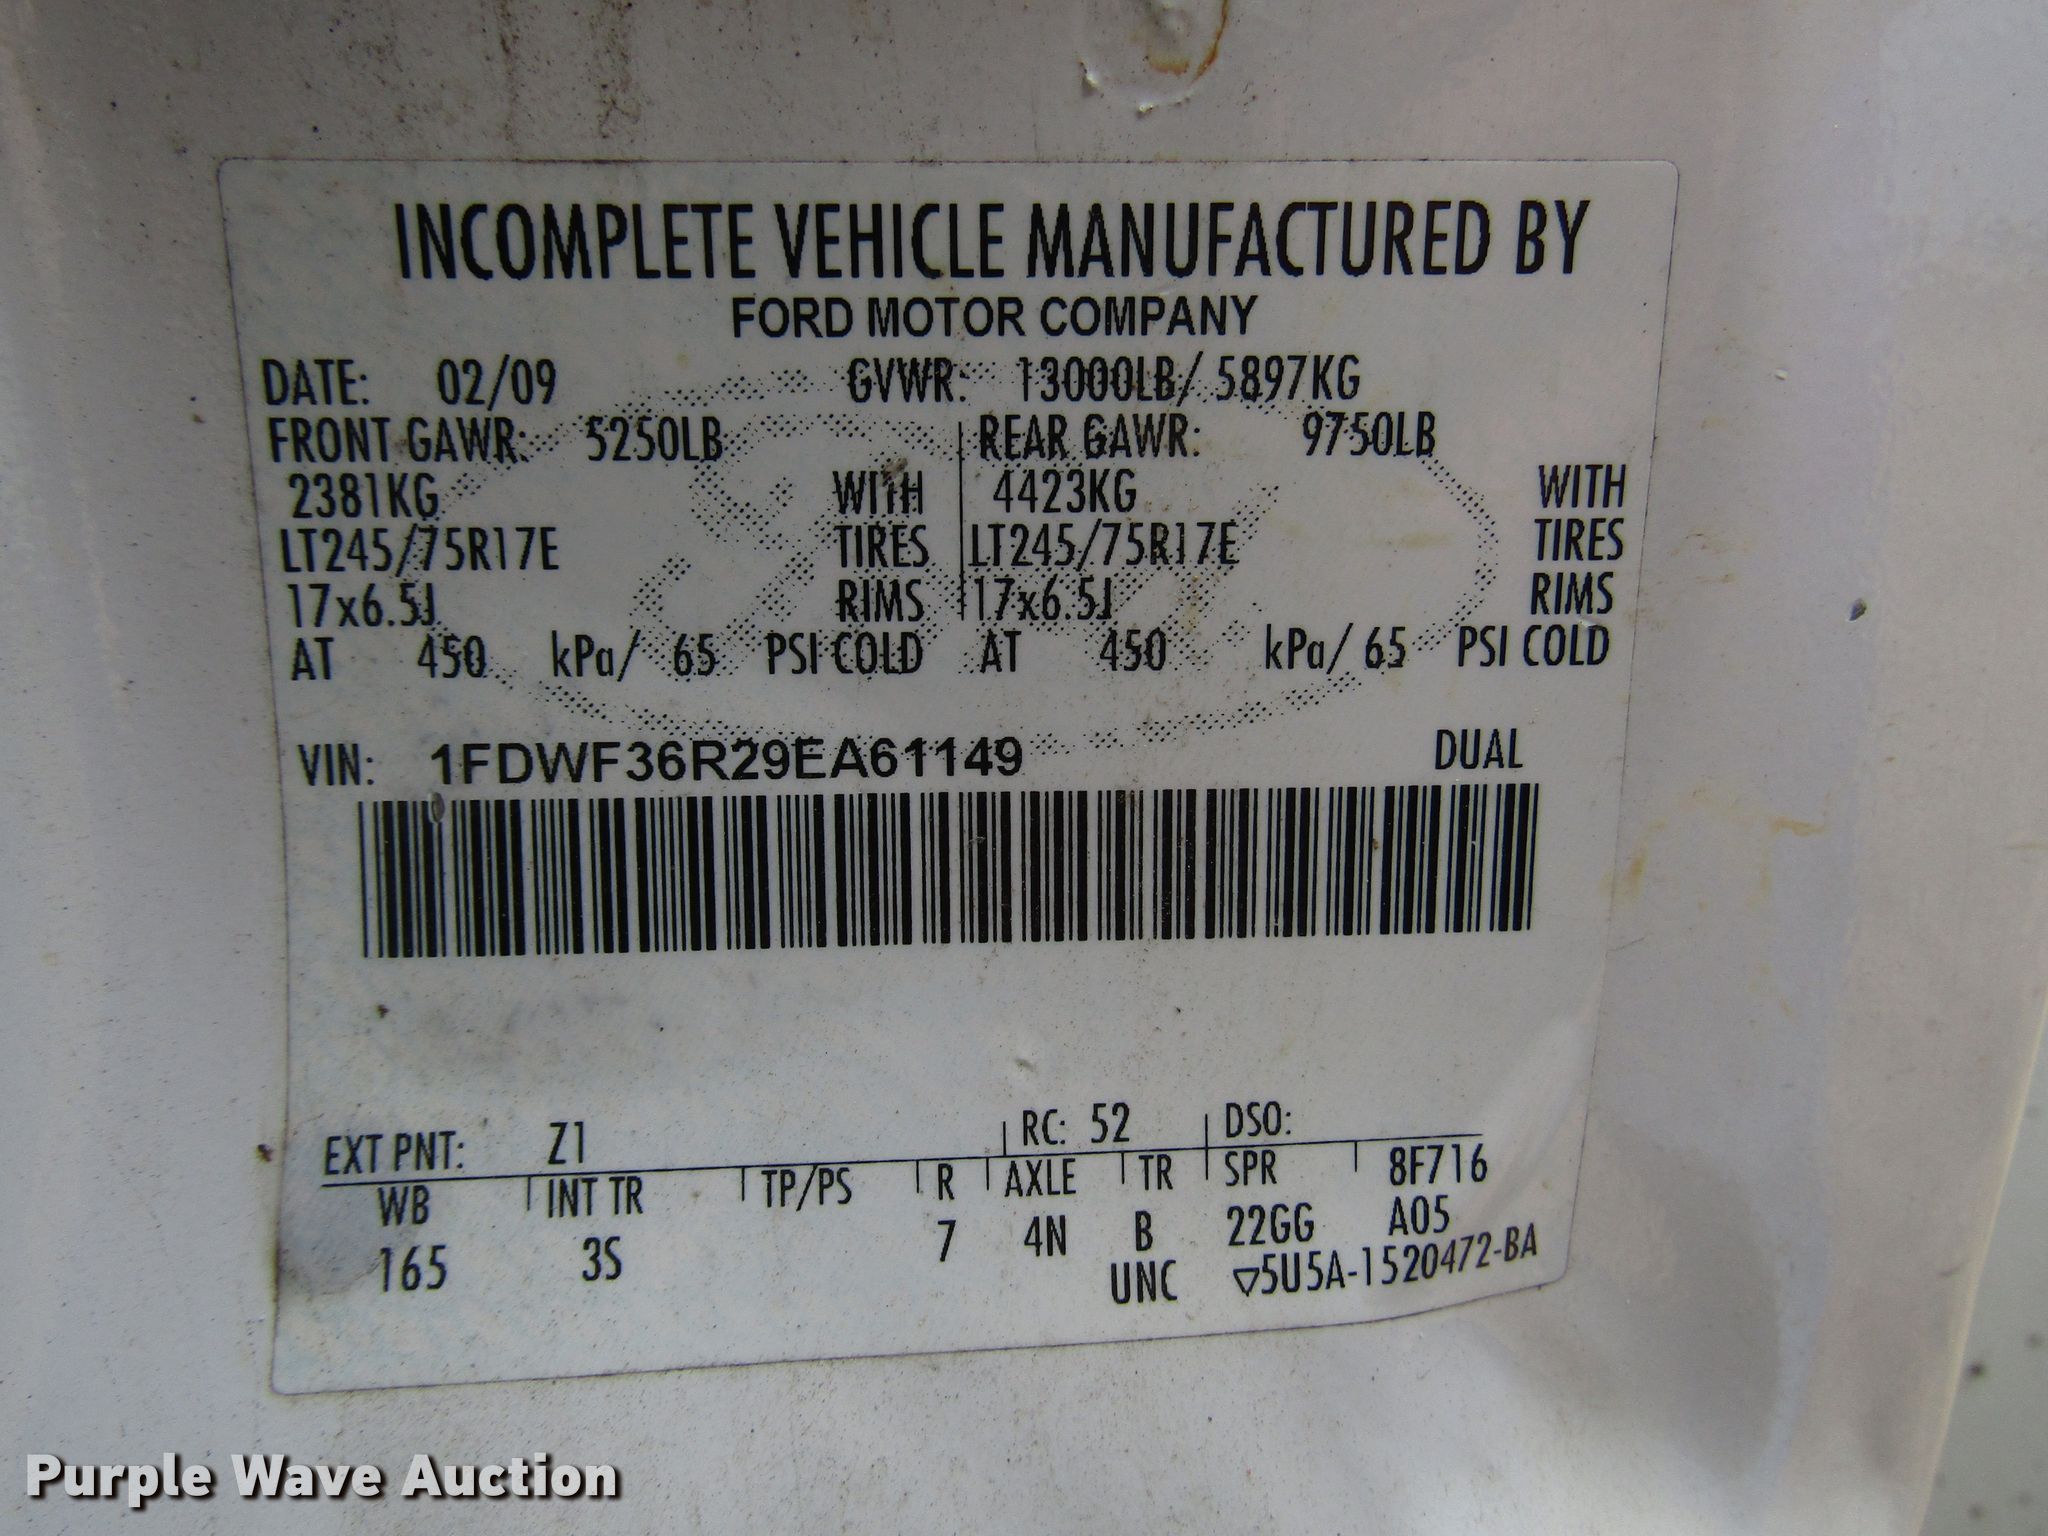 INCOMPLETE VEHICLE MANUFACTURED BY
FORD MOTOR COMPANY
DATE: 02/09 GVWR: 13000LB/ 5897KG
FRONT GAWR: 5250LB REAR GAWR: 9750LB
2381KG WITH 4423KG WITH
LT245/75R17E TIRES LT245/75R17E TIRES
17x6.5J RIMS 17x6.5J RIMS
AT 450 kPa/ 65 PSI COLD AT 450 kPa/ 65 PSI COLD
VIN: 1FDWF36R29EA61149 DUAL
EXT PNT: Z1 RC: 52 DSO:
WB INT TR TP/PS R AXLE TR SPR 8F716
165 3S 7 4N B 22GG A05
UNC ▽5U5A-1520472-BA
Purple Wave Auction